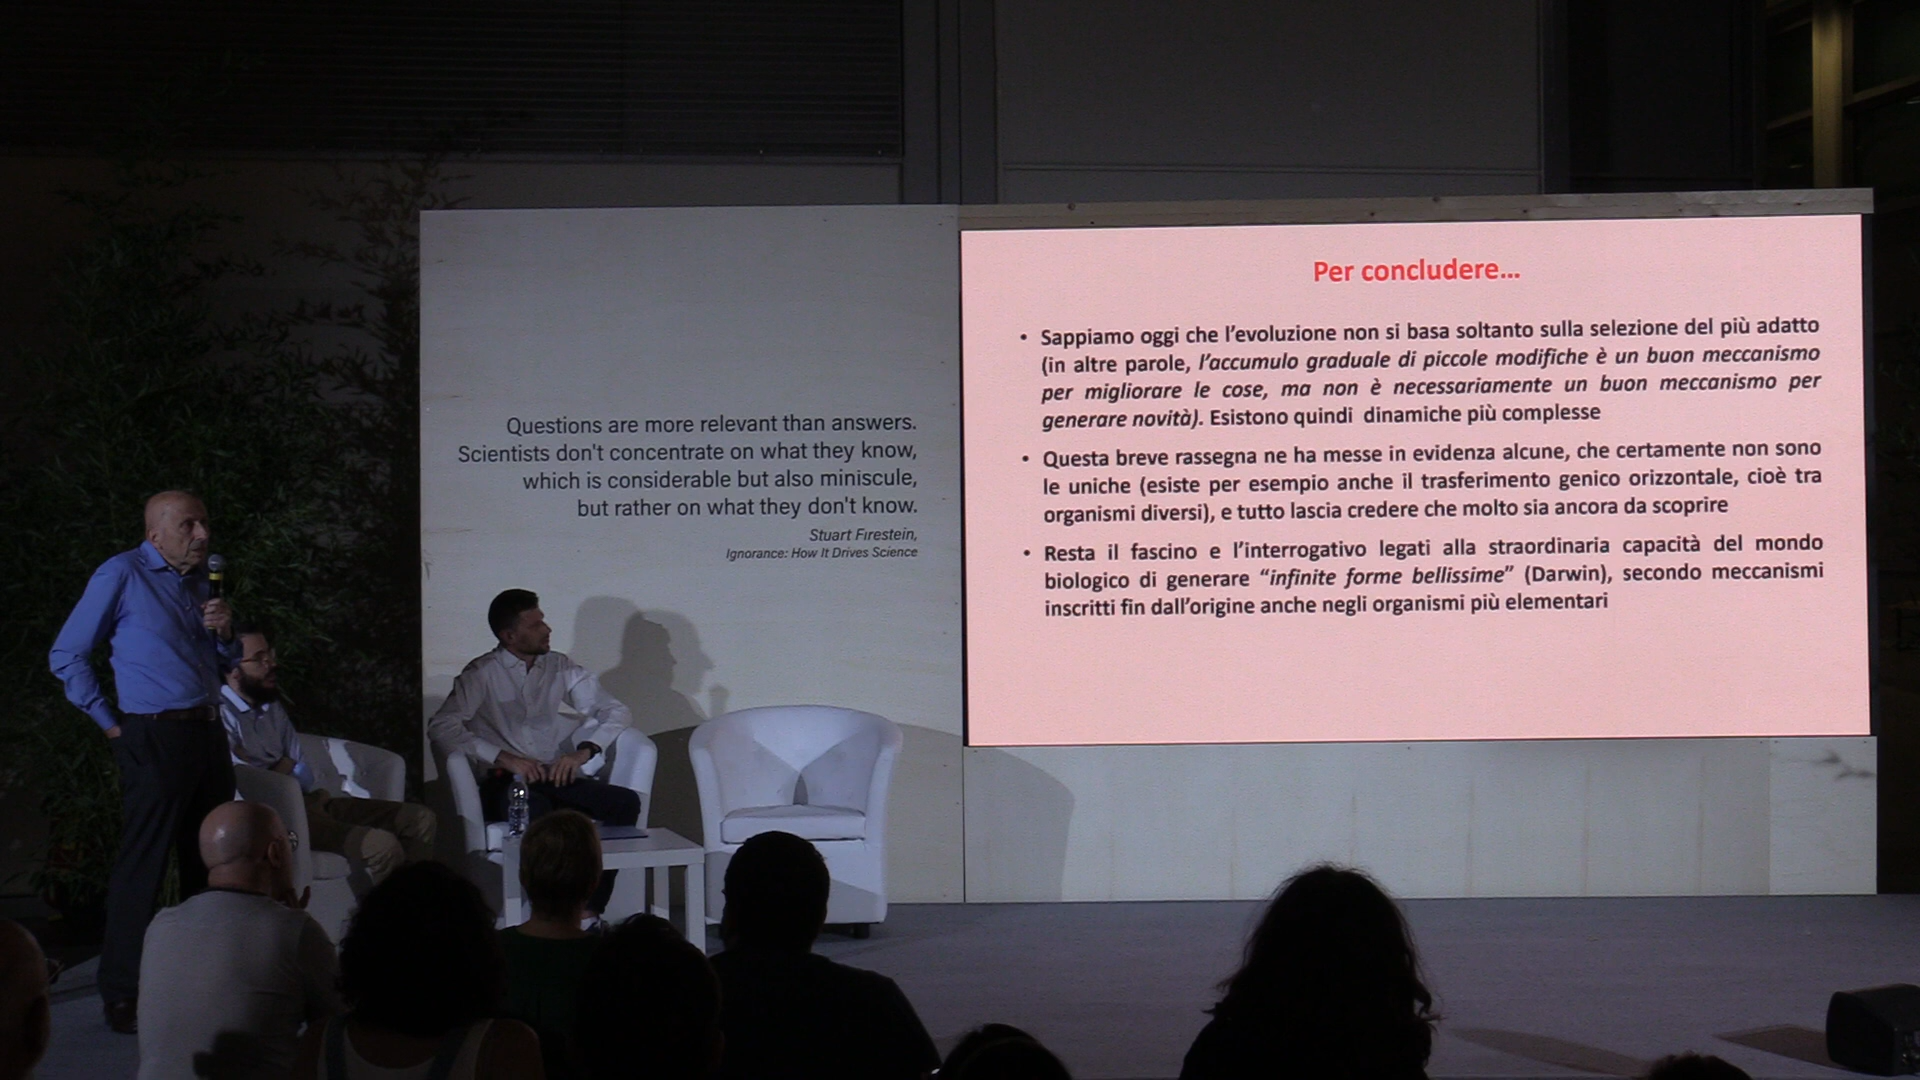 Questions are more relevant than answers.
Scientists don't concentrate on what they know,
which is considerable but also miniscule,
but rather on what they don't know.
Stuart Firestein,
Ignorance: How It Drives Science
Per concludere...
• Sappiamo oggi che l'evoluzione non si basa soltanto sulla selezione del più adatto
(in altre parole, l'accumulo graduale di piccole modifiche è un buon meccanismo
per migliorare le cose, ma non è necessariamente un buon meccanismo per
generare novità). Esistono quindi dinamiche più complesse
• Questa breve rassegna ne ha messe in evidenza alcune, che certamente non sono
le uniche (esiste per esempio anche il trasferimento genico orizzontale, cioè tra
organismi diversi), e tutto lascia credere che molto sia ancora da scoprire
• Resta il fascino e l'interrogativo legati alla straordinaria capacità del mondo
biologico di generare “infinite forme bellissime” (Darwin), secondo meccanismi
inscritti fin dall'origine anche negli organismi più elementari